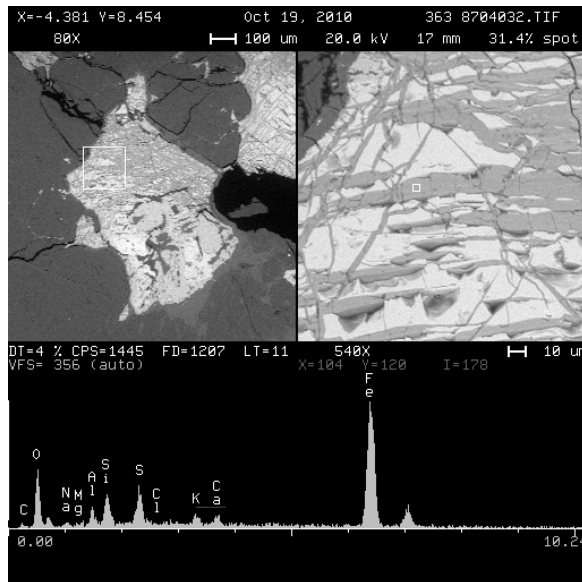 X=-4.381 Y=8.454 Oct 19, 2010 363 8704032.TIF
80X 100 um 20.0 kV 17 mm 31.4% spot
DT=4 % CPS=1445 FD=1207 LT=11 540X 10 um
VFS= 356 (auto) X=104 Y=120 I=178
Fe
O
C
Na
Mg
Al
Si
S
Cl
K
Ca
0.00 10.24